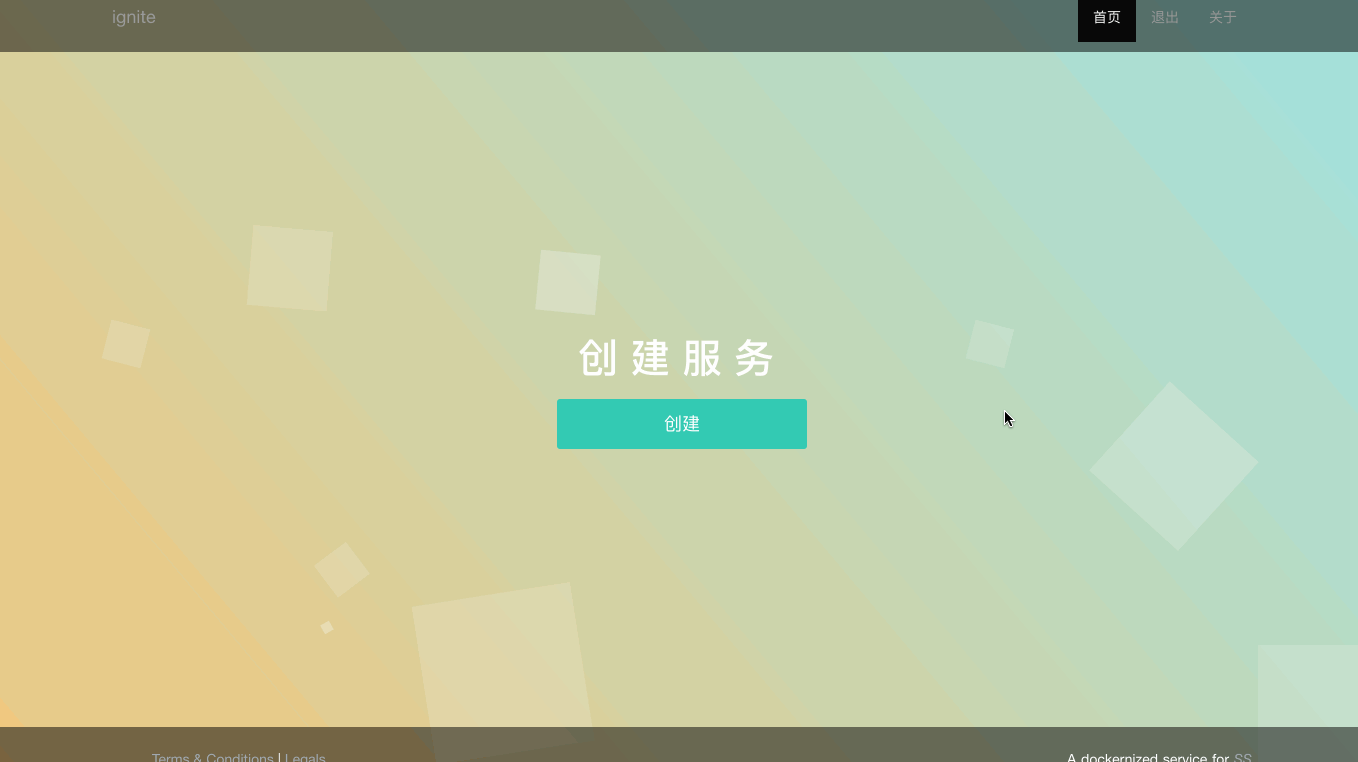 ignite
首页 退出 关于
创建服务
创建
Terms & Conditions | Legals
A dockernized service for SS